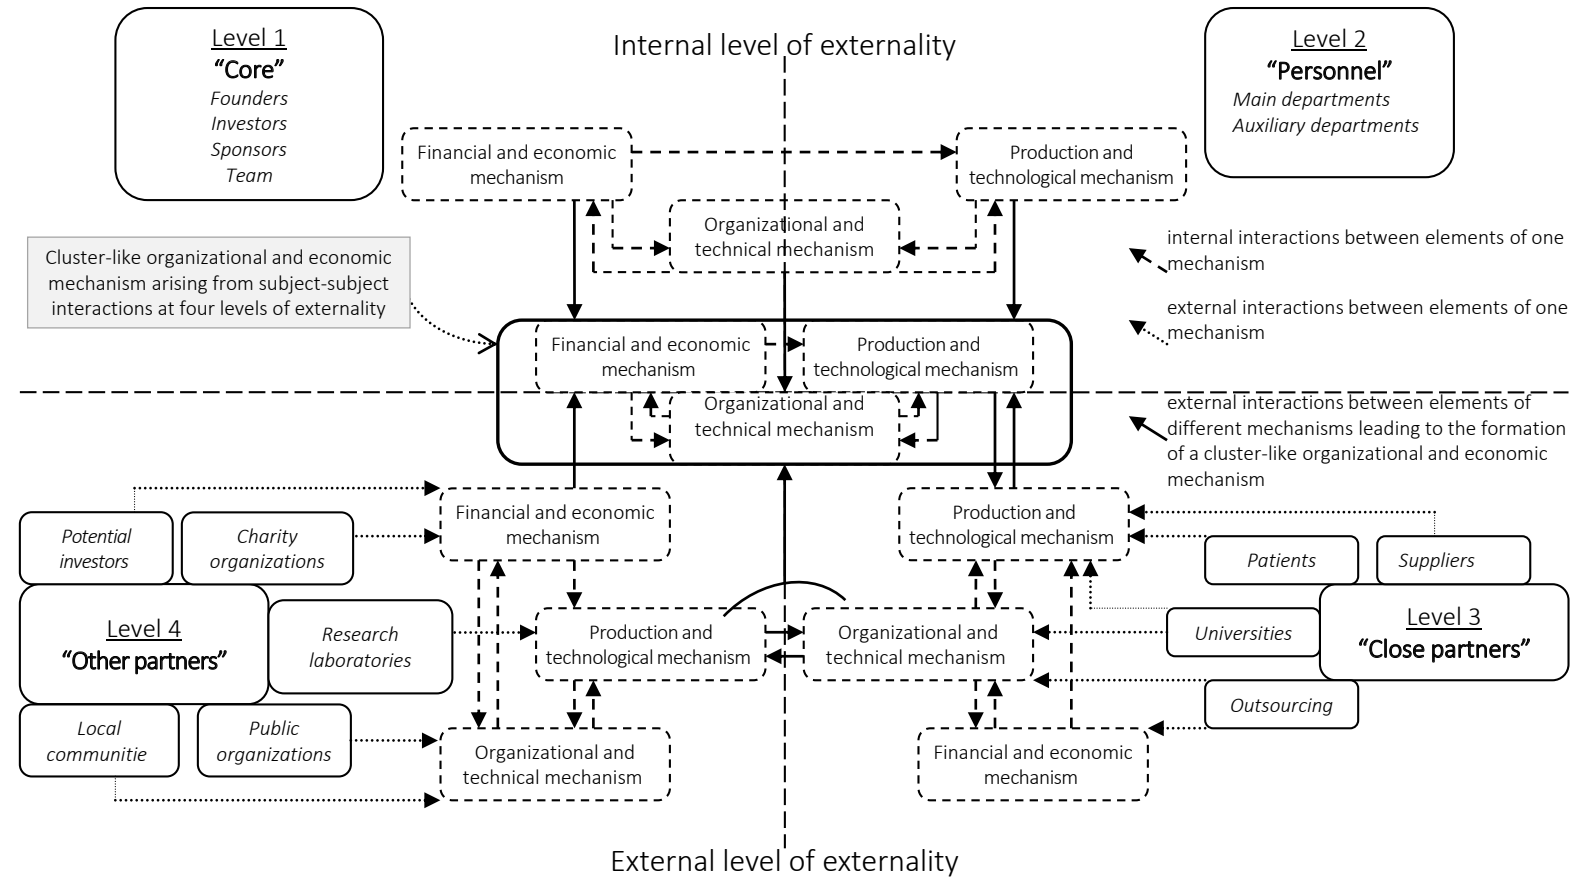 Level 1
“Core”
Founders
Investors
Sponsors
Team
Internal level of externality
Level 2
“Personnel”
Main departments
Auxiliary departments
Financial and economic
mechanism
Production and
technological mechanism
Organizational and
technical mechanism
Cluster-like organizational and economic
mechanism arising from subject-subject
interactions at four levels of externality
internal interactions between elements of one
mechanism
external interactions between elements of one
mechanism
external interactions between elements of
different mechanisms leading to the formation
of a cluster-like organizational and economic
mechanism
Financial and economic
mechanism
Production and
technological mechanism
Organizational and
technical mechanism
Financial and economic
mechanism
Production and
technological mechanism
Potential
investors
Charity
organizations
Patients
Suppliers
Level 4
“Other partners”
Research
laboratories
Production and
technological mechanism
Organizational and
technical mechanism
Universities
Level 3
“Close partners”
Local
communitie
Public
organizations
Organizational and
technical mechanism
Financial and economic
mechanism
Outsourcing
External level of externality